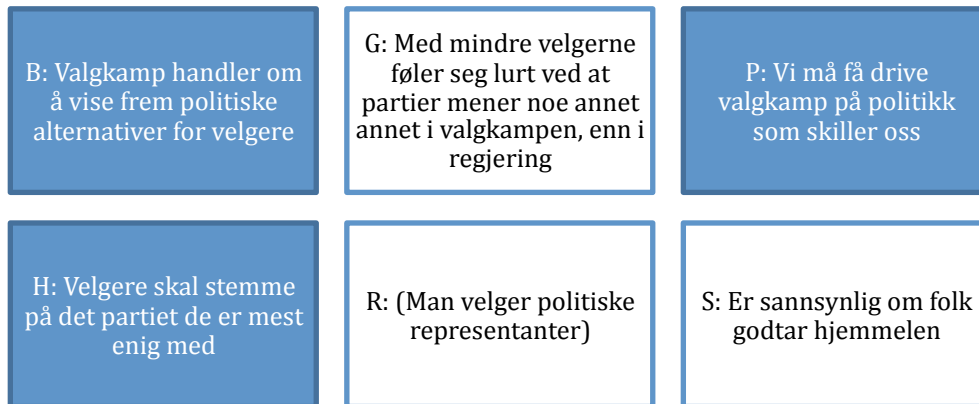 B: Valgkamp handler om
å vise frem politiske
alternativer for velgere
G: Med mindre velgerne
føler seg lurt ved at
partier mener noe annet
annet i valgkampen, enn i
regjering
P: Vi må få drive
valgkamp på politikk
som skiller oss
H: Velgere skal stemme
på det partiet de er mest
enig med
R: (Man velger politiske
representanter)
S: Er sannsynlig om folk
godtar hjemmelen